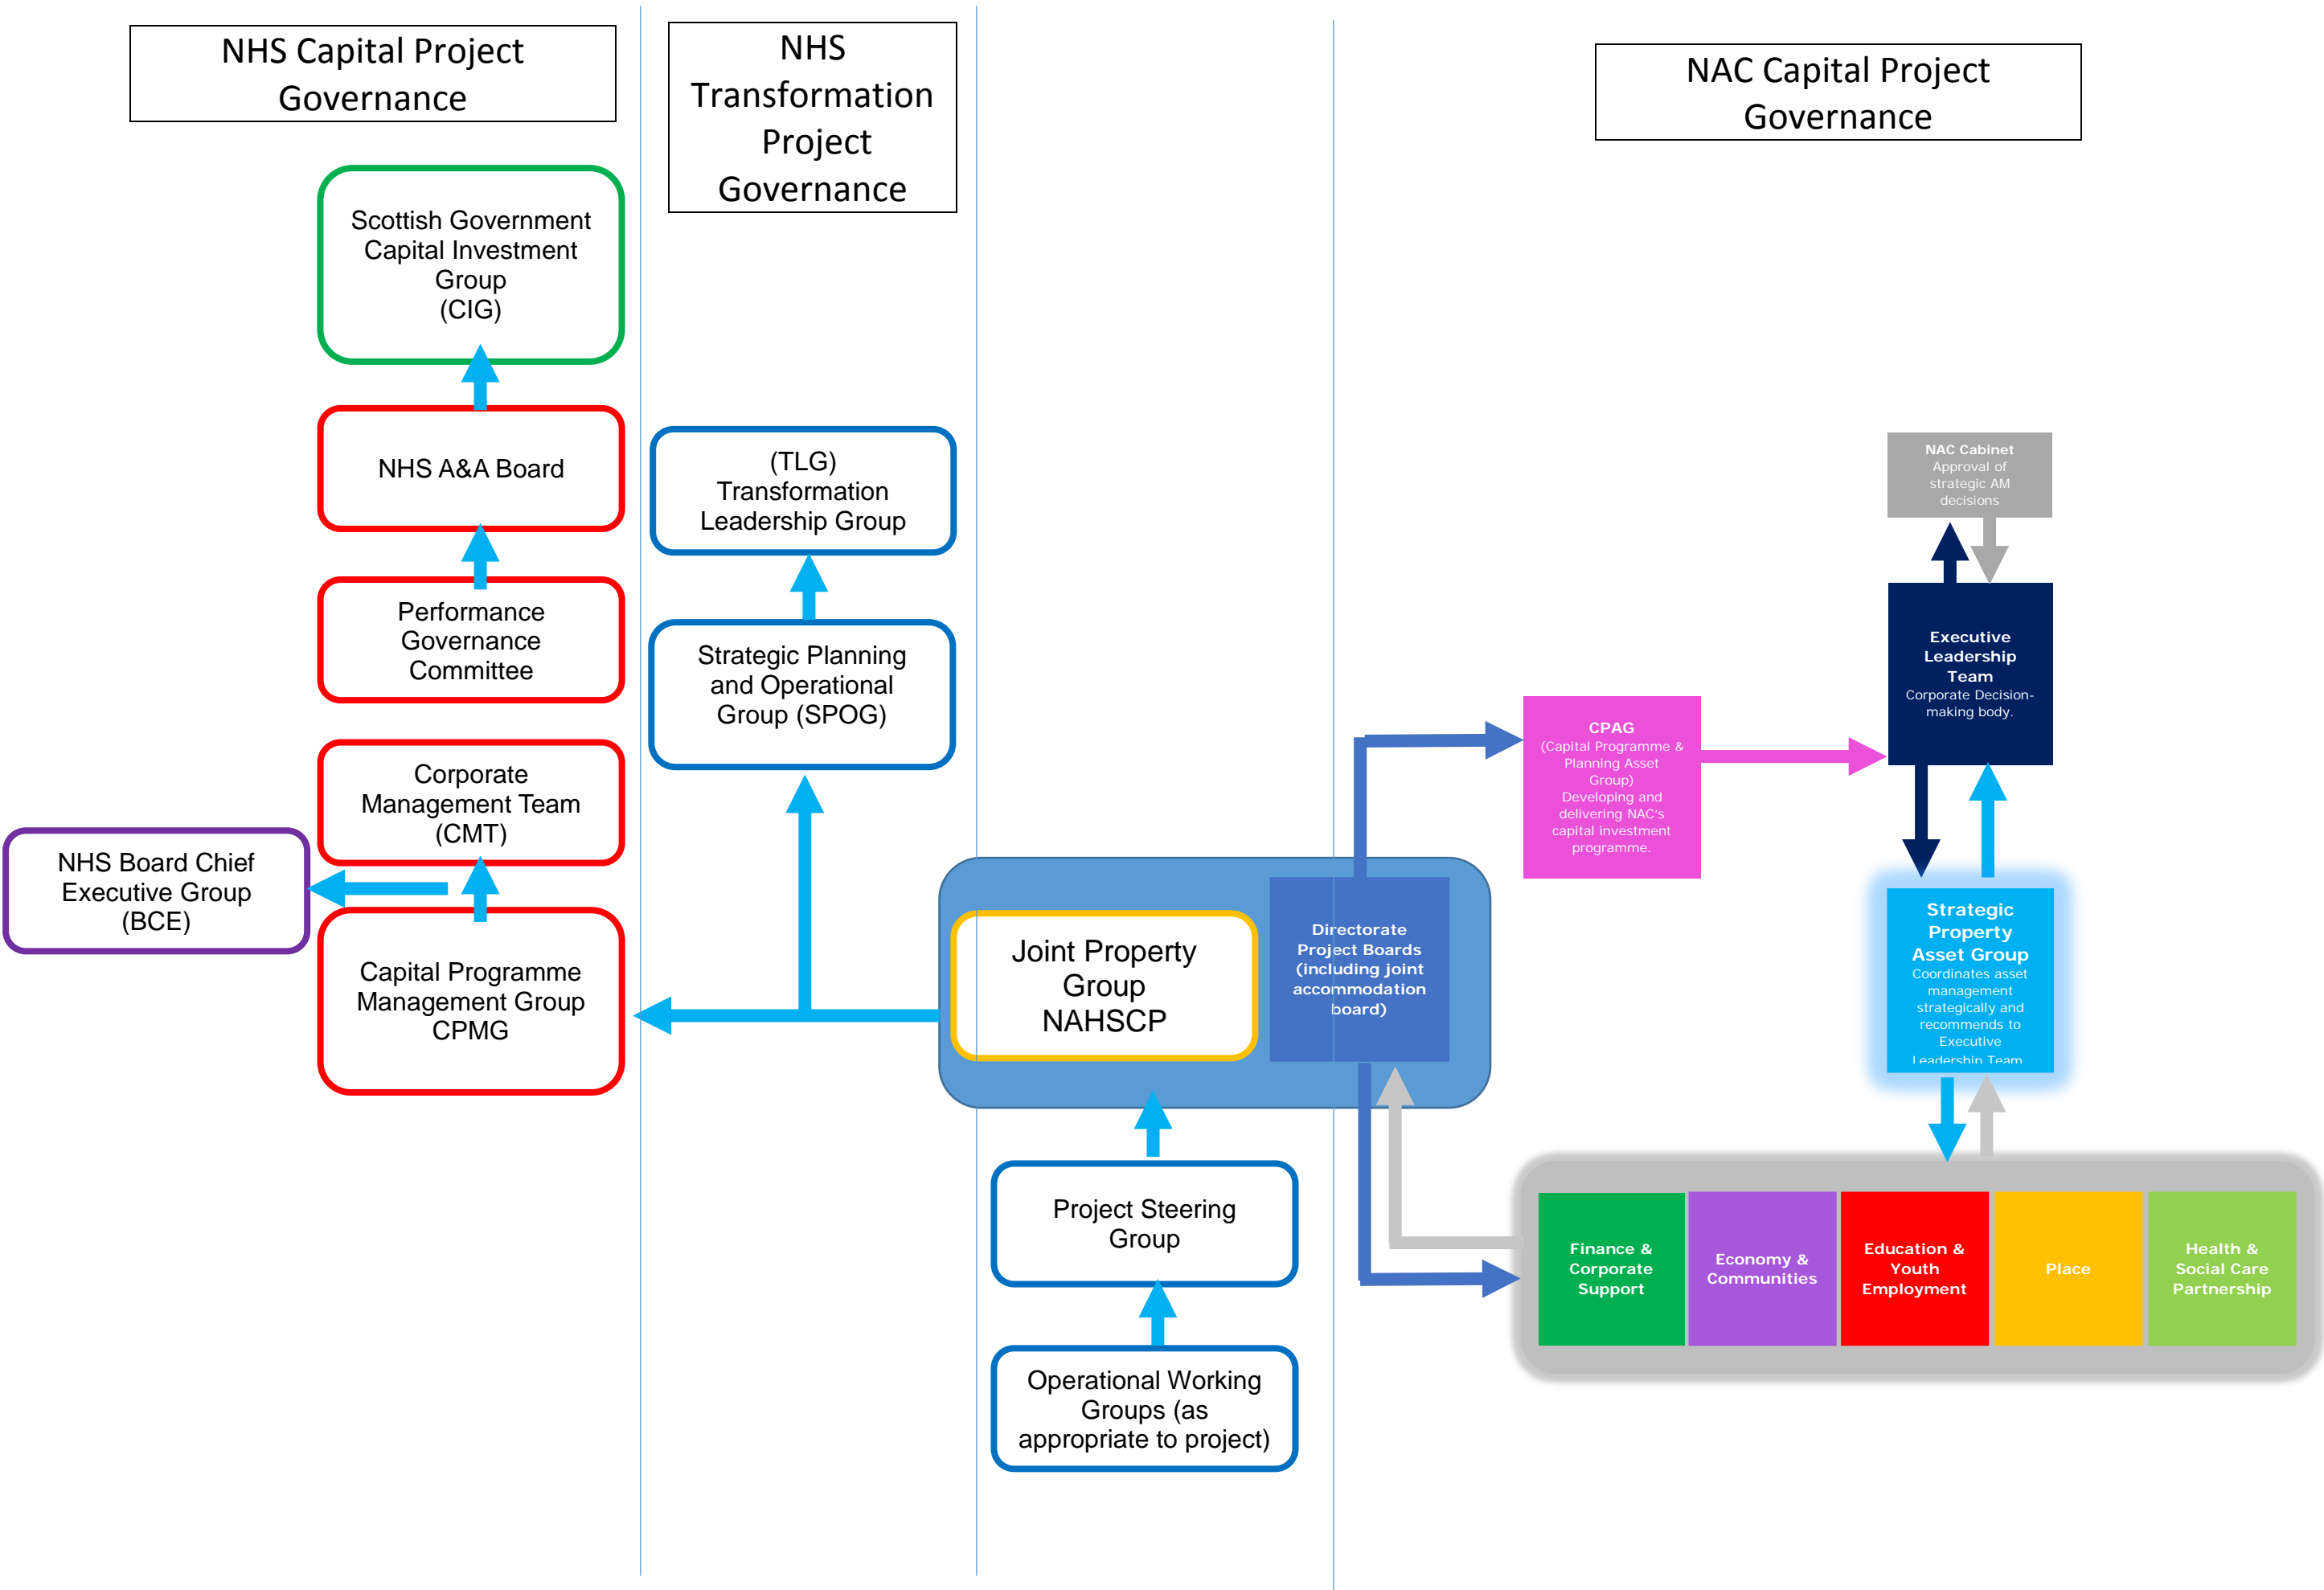 NHS Capital Project
Governance
NHS
Transformation
Project
Governance
NAC Capital Project
Governance
Scottish Government
Capital Investment
Group
(CIG)
NHS A&A Board
Performance
Governance
Committee
Corporate
Management Team
(CMT)
NHS Board Chief
Executive Group
(BCE)
Capital Programme
Management Group
CPMG
(TLG)
Transformation
Leadership Group
Strategic Planning
and Operational
Group (SPOG)
Joint Property
Group
NAHSCP
Directorate
Project Boards
(including joint
accommodation
board)
Project Steering
Group
Operational Working
Groups (as
appropriate to project)
CPAG
(Capital Programme &
Planning Asset
Group)
Developing and
delivering NAC's
capital investment
programme.
NAC Cabinet
Approval of
strategic AM
decisions
Executive
Leadership
Team
Corporate Decision-
making body.
Strategic
Property
Asset Group
Coordinates asset
management
strategically and
recommends to
Executive
Leadership Team
Finance &
Corporate
Support
Economy &
Communities
Education &
Youth
Employment
Place
Health &
Social Care
Partnership